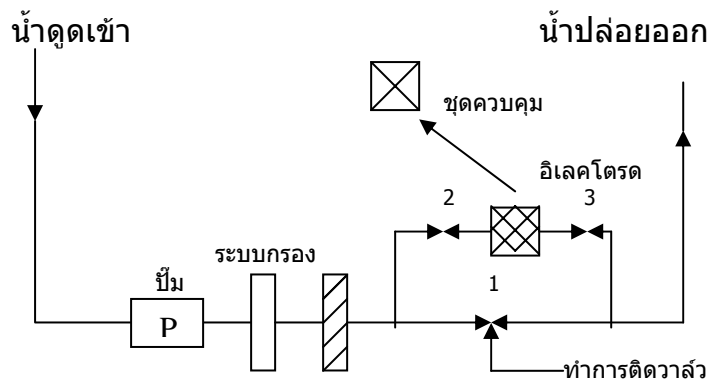 น้ำดูดเข้า
น้ำปล่อยออก
ชุดควบคุม
อิเลคโตรด
2
3
ระบบกรอง
ปั๊ม
1
P
ทำการติดวาล์ว